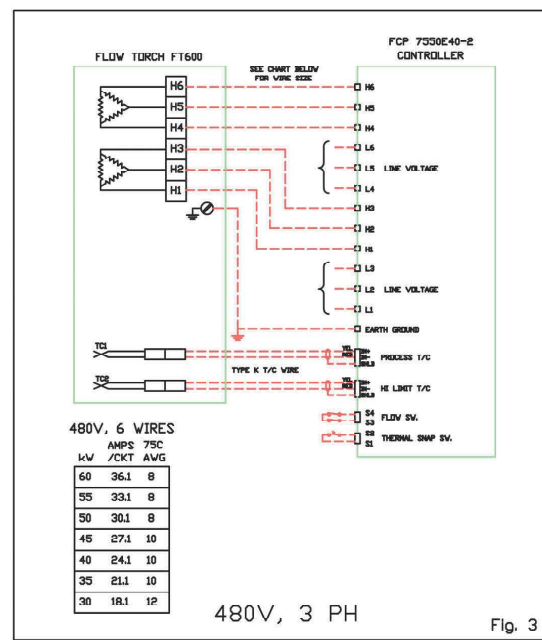 FCP 7550E40-2
CONTROLLER
FLOW TORCH FT600
SEE CHART BELOW
FOR WIRE SIZE
H6
H5
H4
H3
H2
H1
H6
H5
H4
L6
L5 LINE VOLTAGE
L4
H3
H2
H1
L3
L2 LINE VOLTAGE
L1
EARTH GROUND
TC1
TYPE K T/C WIRE
YEL
RED
PROCESS T/C
TC2
YEL
RED
HI LIMIT T/C
S4 FLOW SW.
S3
S2 THERMAL SNAP SW.
S1
480V, 6 WIRES
AMPS 75C
kW /CKT AWG
60 36.1 8
55 33.1 8
50 30.1 8
45 27.1 10
40 24.1 10
35 21.1 10
30 18.1 12
480V, 3 PH
Fig. 3